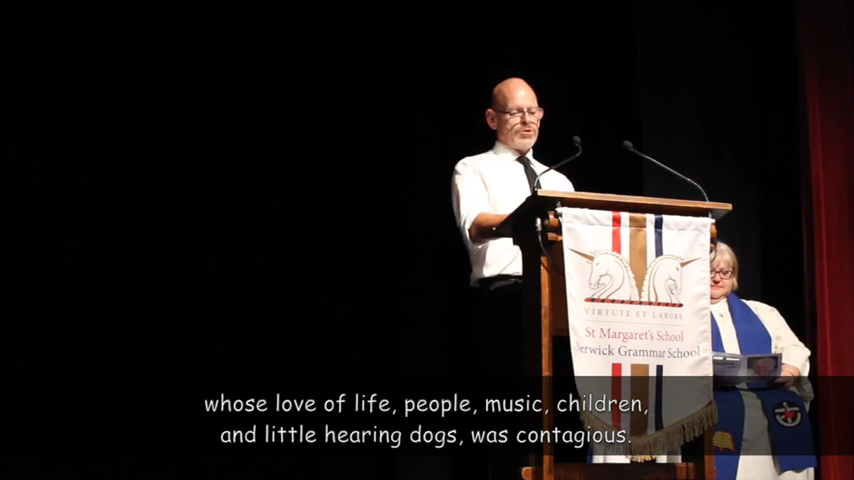 VIRTUTE ET LABORE
St Margaret's School
erwick Grammar School
whose love of life, people, music, children,
and little hearing dogs, was contagious.